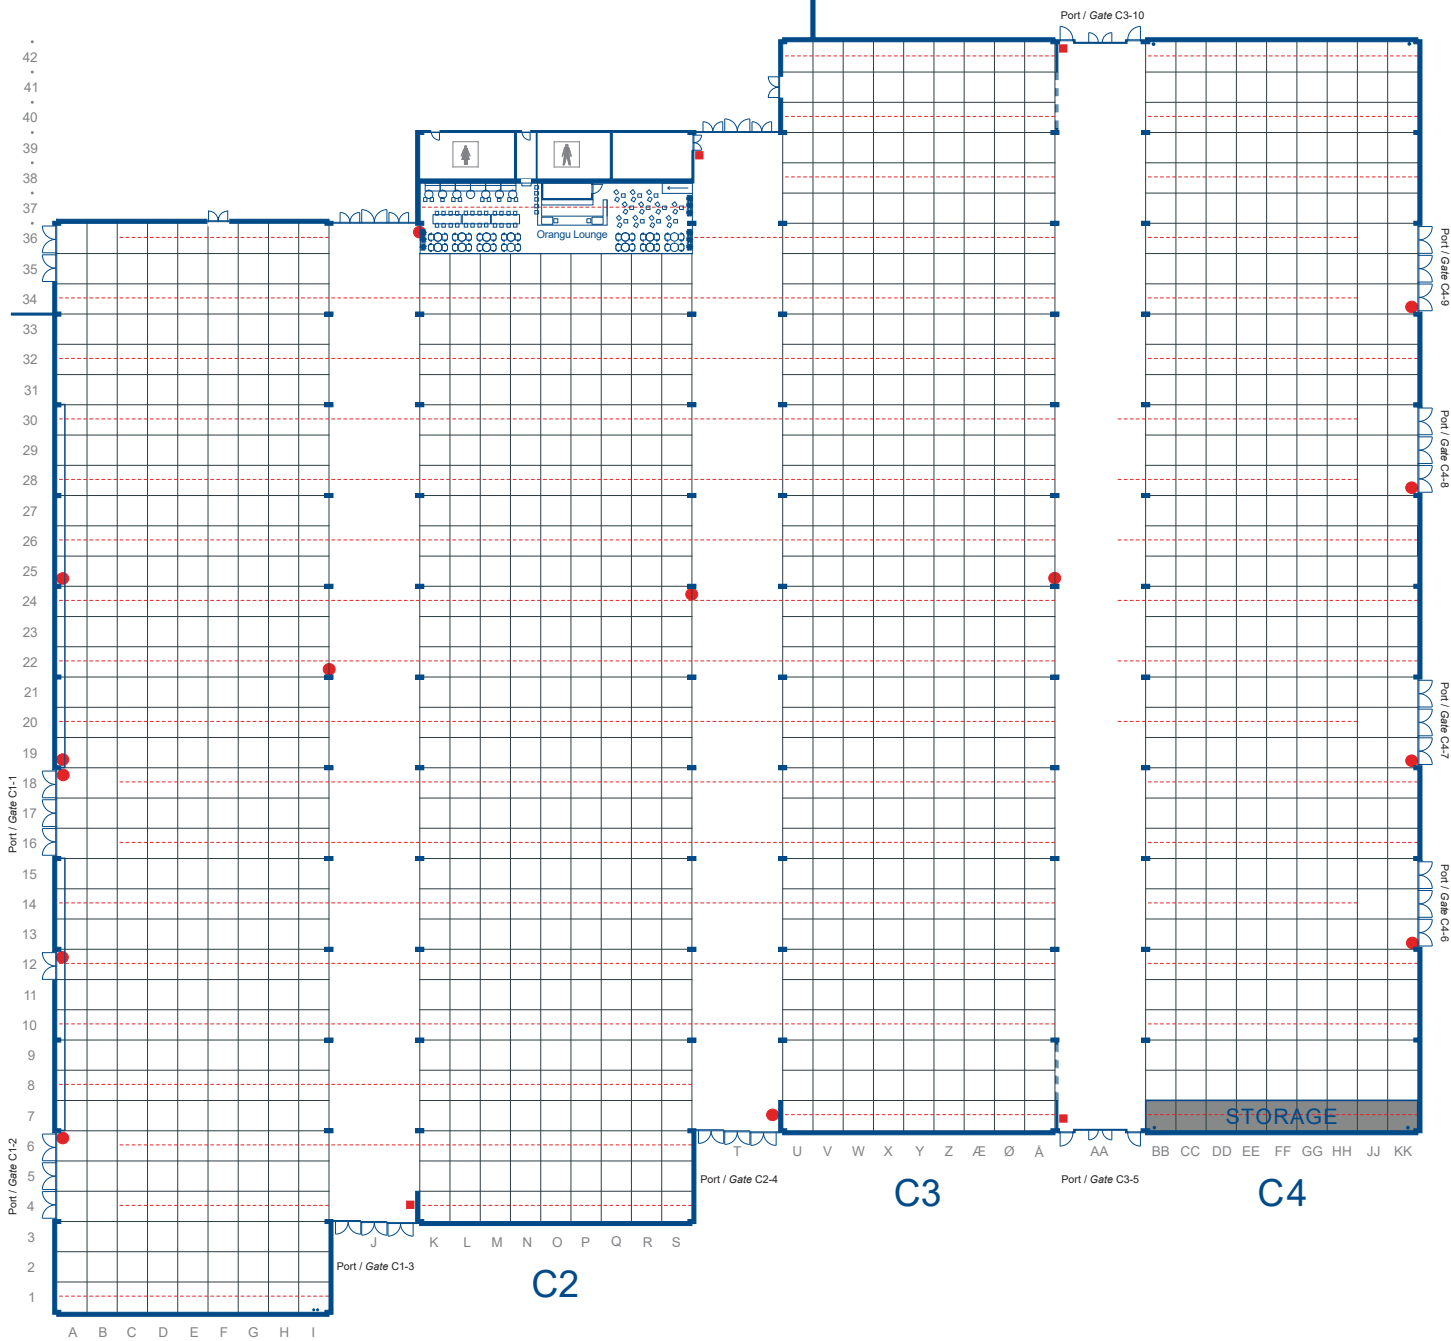 Port / Gate C3-10
42
41
40
39
38
37
36
35
34
33
32
31
30
29
28
27
26
25
24
23
22
21
20
19
18
17
16
15
14
13
12
11
10
9
8
7
6
5
4
3
2
1
Orangu Lounge
Port / Gate C4-9
Port / Gate C4-8
Port / Gate C4-7
Port / Gate C4-6
Port / Gate C1-1
Port / Gate C1-2
STORAGE
T U V W X Y Z Æ Ø Å AA BB CC DD EE FF GG HH JJ KK
Port / Gate C2-4
Port / Gate C3-5
C3
C4
J K L M N O P Q R S
Port / Gate C1-3
C2
A B C D E F G H I